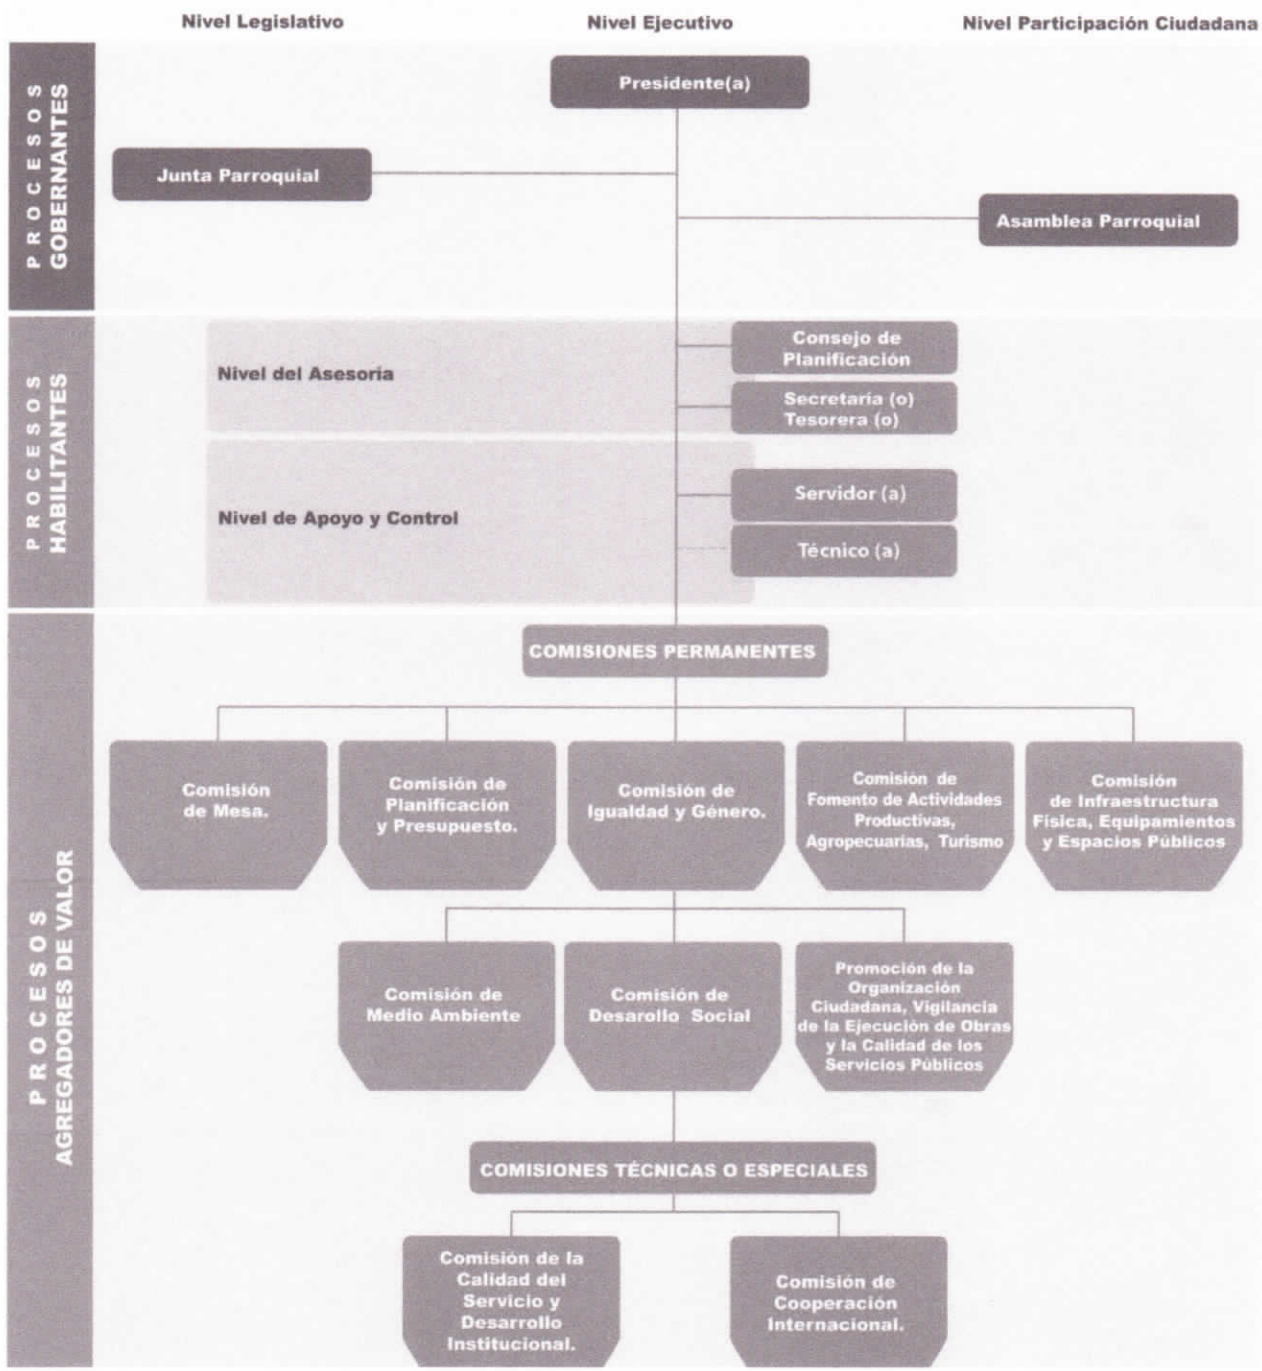 Nivel Legislativo
Nivel Ejecutivo
Nivel Participación Ciudadana
PROCESOS
GOBERNANTES
Presidente(a)
Junta Parroquial
Asamblea Parroquial
PROCESOS
HABILITANTES
Nivel del Asesoría
Consejo de
Planificación
Secretaría (o)
Tesorera (o)
Nivel de Apoyo y Control
Servidor (a)
Técnico (a)
PROCESOS
AGREGADORES DE VALOR
COMISIONES PERMANENTES
Comisión
de Mesa.
Comisión de
Planificación
y Presupuesto.
Comisión de
Igualdad y Género.
Comisión de
Fomento de Actividades
Productivas,
Agropecuarias, Turismo
Comisión
de Infraestructura
Física, Equipamientos
y Espacios Públicos
Comisión de
Medio Ambiente
Comisión de
Desarollo Social
Promoción de la
Organización
Ciudadana, Vigilancia
de la Ejecución de Obras
y la Calidad de los
Servicios Públicos
COMISIONES TÉCNICAS O ESPECIALES
Comisión de la
Calidad del
Servicio y
Desarrollo
Institucional.
Comisión de
Cooperación
Internacional.